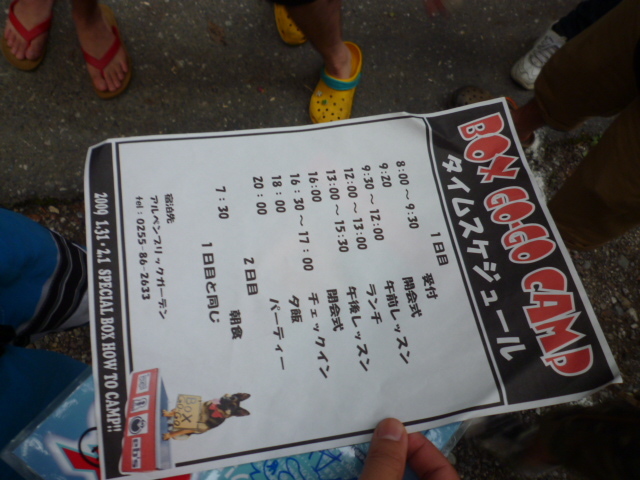 BOX GO-GO CAMP
タイムスケジュール
1日目
8:00～9:30 受付
9:20 開会式
9:30～12:00 午前レッスン
12:00～13:00 ランチ
13:00～15:30 午後レッスン
16:00 閉会式
16:30～17:00 チェックイン
18:00 夕飯
20:00 パーティー
2日目
7:30 朝食
1日目と同じ
宿泊先
アルペンブリックガーデン
tel：0255-86-2633
2009 1.31・2.1 SPECIAL BOX HOW TO CAMP!!